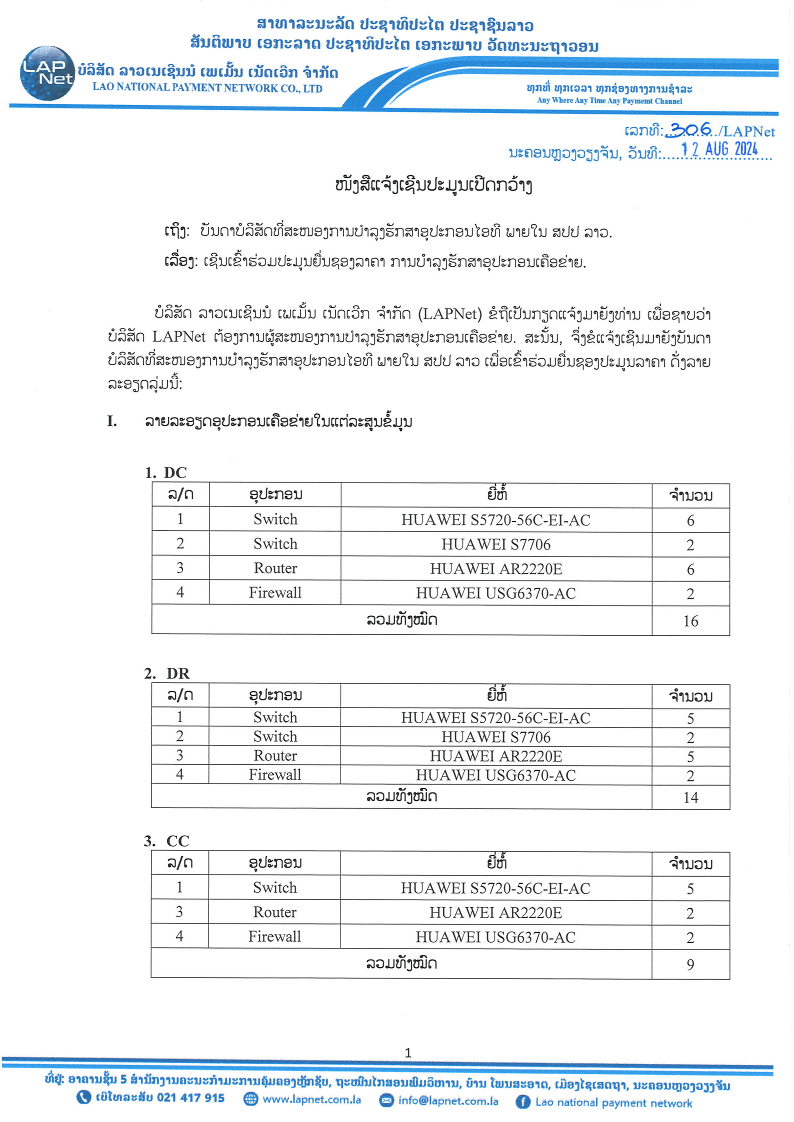 ສາທາລະນະລັດ ປະຊາທິປະໄຕ ປະຊາຊົນລາວ
ສັນຕິພາບ ເອກະລາດ ປະຊາທິປະໄຕ ເອກະພາບ ວັດທະນະຖາວອນ
LAP Net
ບໍລິສັດ ລາວເນເຊິນນໍ ເພເມັ້ນ ເນັດເວີກ ຈໍາກັດ
LAO NATIONAL PAYMENT NETWORK CO., LTD
ທຸກທີ່ ທຸກເວລາ ທຸກຊ່ອງທາງການຊໍາລະ
Any Where Any Time Any Payment Channel
ເລກທີ: 306 /LAPNet
ນະຄອນຫຼວງວຽງຈັນ, ວັນທີ: 12 AUG 2024
ໜັງສືແຈ້ງເຊີນປະມູນເປີດກວ້າງ
ເຖິງ: ບັນດາບໍລິສັດທີ່ສະໜອງການບໍາລຸງຮັກສາອຸປະກອນໄອທີ ພາຍໃນ ສປປ ລາວ.
ເລື່ອງ: ເຊີນເຂົ້າຮ່ວມປະມູນຍື່ນຊອງລາຄາ ການບໍາລຸງຮັກສາອຸປະກອນເຄືອຂ່າຍ.
ບໍລິສັດ ລາວເນເຊິນນໍ ເພເມັ້ນ ເນັດເວີກ ຈໍາກັດ (LAPNet) ຂໍຖືເປັນກຽດແຈ້ງມາຍັງທ່ານ ເພື່ອຊາບວ່າ
ບໍລິສັດ LAPNet ຕ້ອງການຜູ້ສະໜອງການບໍາລຸງຮັກສາອຸປະກອນເຄືອຂ່າຍ. ສະນັ້ນ, ຈຶ່ງຂໍແຈ້ງເຊີນມາຍັງບັນດາ
ບໍລິສັດທີ່ສະໜອງການບໍາລຸງຮັກສາອຸປະກອນໄອທີ ພາຍໃນ ສປປ ລາວ ເພື່ອເຂົ້າຮ່ວມຍື່ນຊອງປະມູນລາຄາ ດັ່ງລາຍ
ລະອຽດລຸ່ມນີ້:
I. ລາຍລະອຽດອຸປະກອນເຄືອຂ່າຍໃນແຕ່ລະສູນຂໍ້ມູນ
1. DC
ລ/ດ ອຸປະກອນ ຍີ່ຫໍ້ ຈໍານວນ
1 Switch HUAWEI S5720-56C-EI-AC 6
2 Switch HUAWEI S7706 2
3 Router HUAWEI AR2220E 6
4 Firewall HUAWEI USG6370-AC 2
ລວມທັງໝົດ 16
2. DR
ລ/ດ ອຸປະກອນ ຍີ່ຫໍ້ ຈໍານວນ
1 Switch HUAWEI S5720-56C-EI-AC 5
2 Switch HUAWEI S7706 2
3 Router HUAWEI AR2220E 5
4 Firewall HUAWEI USG6370-AC 2
ລວມທັງໝົດ 14
3. CC
ລ/ດ ອຸປະກອນ ຍີ່ຫໍ້ ຈໍານວນ
1 Switch HUAWEI S5720-56C-EI-AC 5
3 Router HUAWEI AR2220E 2
4 Firewall HUAWEI USG6370-AC 2
ລວມທັງໝົດ 9
1
ທີ່ຢູ່: ອາຄານຊັ້ນ 5 ສໍານັກງານຄະນະກໍາມະການຄຸ້ມຄອງຫຼັກຊັບ, ຖະໜົນໄກສອນພົມວິຫານ, ບ້ານ ໂພນສະອາດ, ເມືອງໄຊເສດຖາ, ນະຄອນຫຼວງວຽງຈັນ
ເບີໂທລະສັບ 021 417 915 www.lapnet.com.la info@lapnet.com.la Lao national payment network